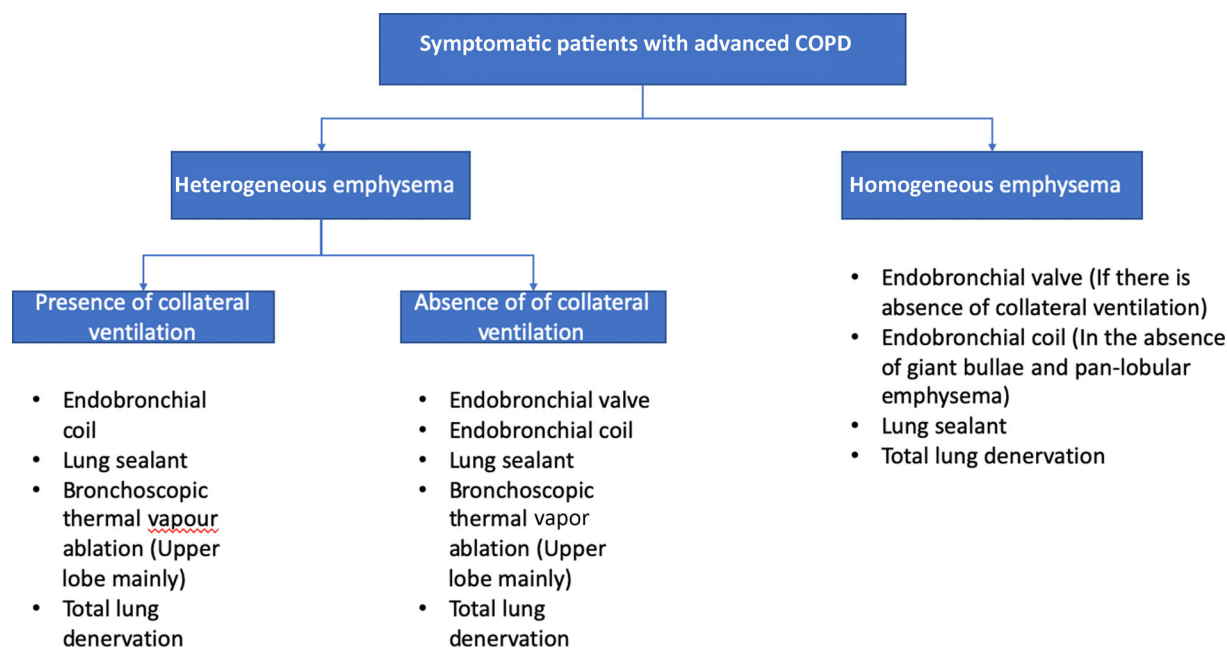 Symptomatic patients with advanced COPD
Heterogeneous emphysema
Homogeneous emphysema
Presence of collateral
ventilation
Absence of of collateral
ventilation
• Endobronchial
coil
• Lung sealant
• Bronchoscopic
thermal vapour
ablation (Upper
lobe mainly)
• Total lung
denervation
• Endobronchial valve
• Endobronchial coil
• Lung sealant
• Bronchoscopic
thermal vapor
ablation (Upper
lobe mainly)
• Total lung
denervation
• Endobronchial valve (If there is
absence of collateral ventilation)
• Endobronchial coil (In the absence
of giant bullae and pan-lobular
emphysema)
• Lung sealant
• Total lung denervation